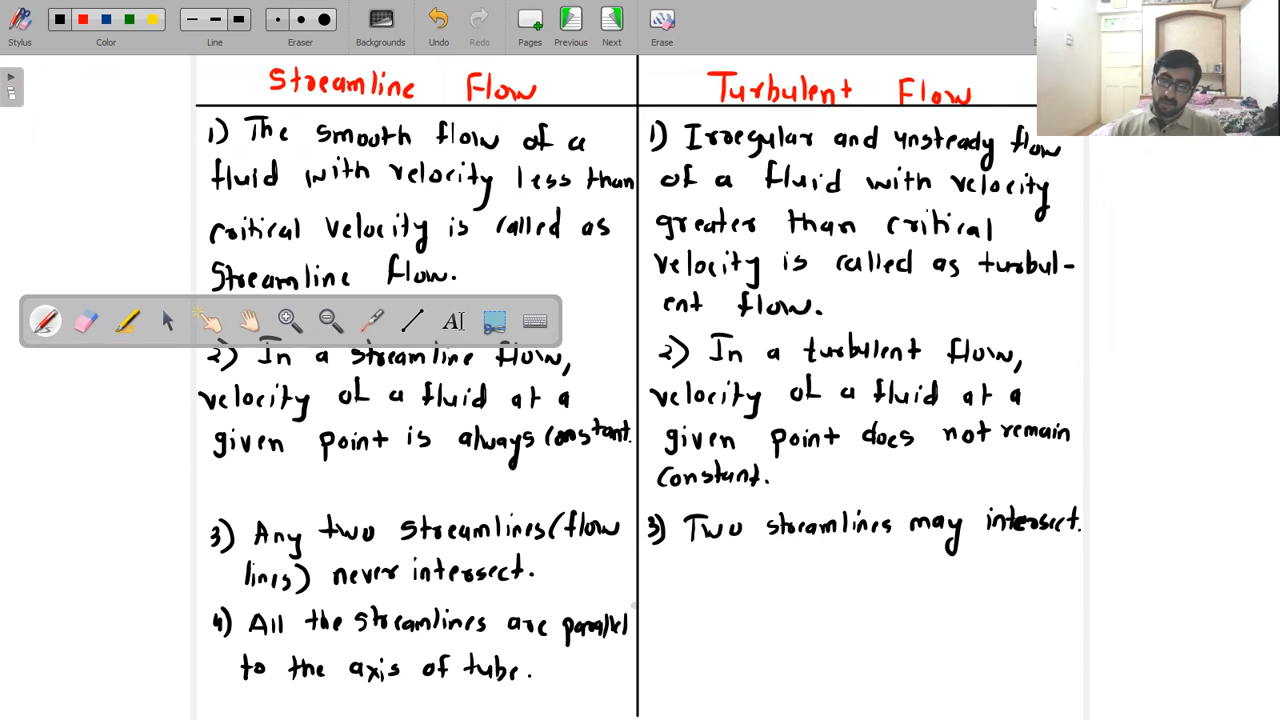 Stylus
Color
Line
Eraser
Backgrounds
Undo
Redo
Pages
Previous
Next
Erase
Streamline Flow
1) The smooth flow of a
fluid with velocity less than
critical velocity is called as
Streamline flow.
2) In a streamline flow,
velocity of a fluid at a
given point is always constant.
3) Any two streamlines (flow
lines) never intersect.
4) All the streamlines are parallel
to the axis of tube.
Turbulent Flow
1) Irregular and unsteady flow
of a fluid with velocity
greater than critical
velocity is called as turbul-
ent flow.
2) In a turbulent flow,
velocity of a fluid at a
given point does not remain
constant.
3) Two streamlines may intersect.